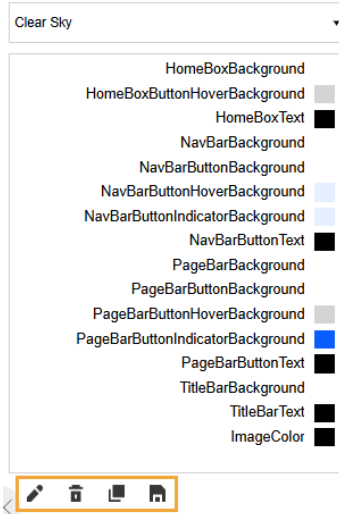 Clear Sky
HomeBoxBackground
HomeBoxButtonHoverBackground
HomeBoxText
NavBarBackground
NavBarButtonBackground
NavBarButtonHoverBackground
NavBarButtonIndicatorBackground
NavBarButtonText
PageBarBackground
PageBarButtonBackground
PageBarButtonHoverBackground
PageBarButtonIndicatorBackground
PageBarButtonText
TitleBarBackground
TitleBarText
ImageColor